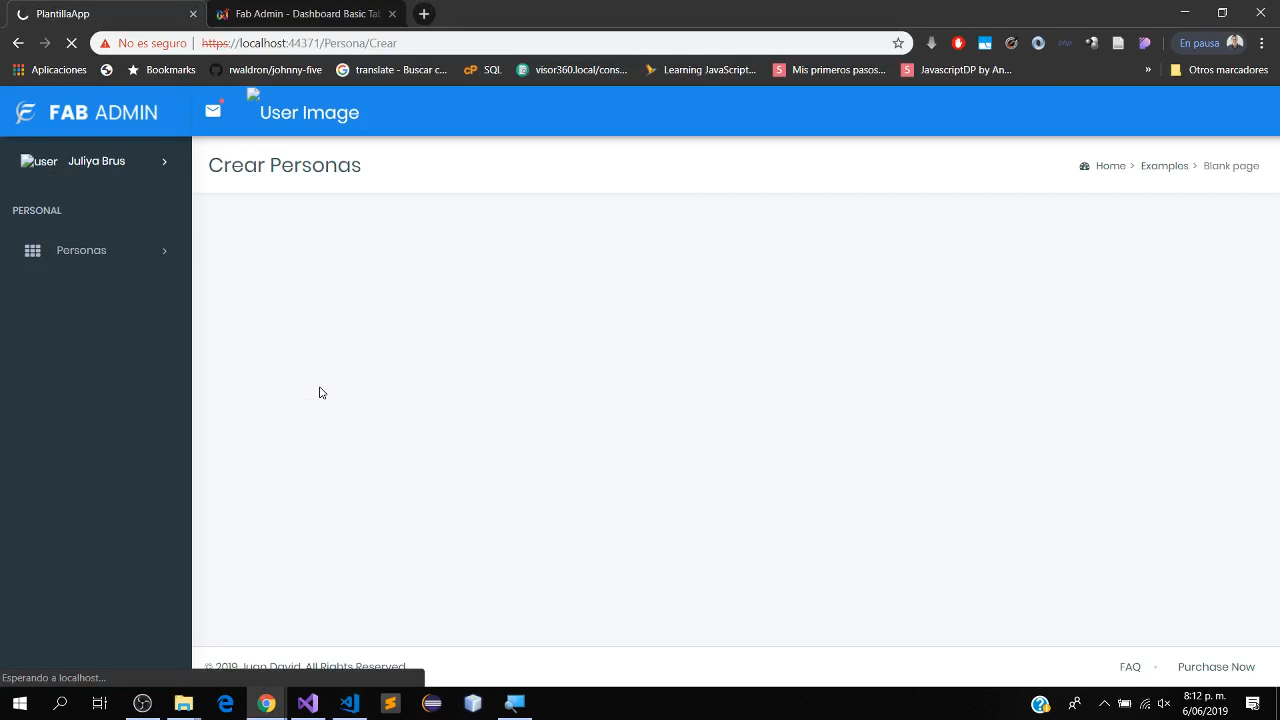 PlantillaApp
Fab Admin - Dashboard Basic Tab
No es seguro | https://localhost:44371/Persona/Crear
php
En pausa
Aplicaciones
Bookmarks
rwaldron/johnny-five
translate - Buscar c...
cP SQL
visor360.local/cons...
Learning JavaScript...
S Mis primeros pasos...
S JavascriptDP by An...
»
Otros marcadores
FAB ADMIN
User Image
user Juliya Brus
Crear Personas
Home > Examples > Blank page
PERSONAL
Personas
© 2019 Juan David. All Rights Reserved.
FAQ
Purchase Now
Esperando a localhost...
8:12 p. m.
6/06/2019